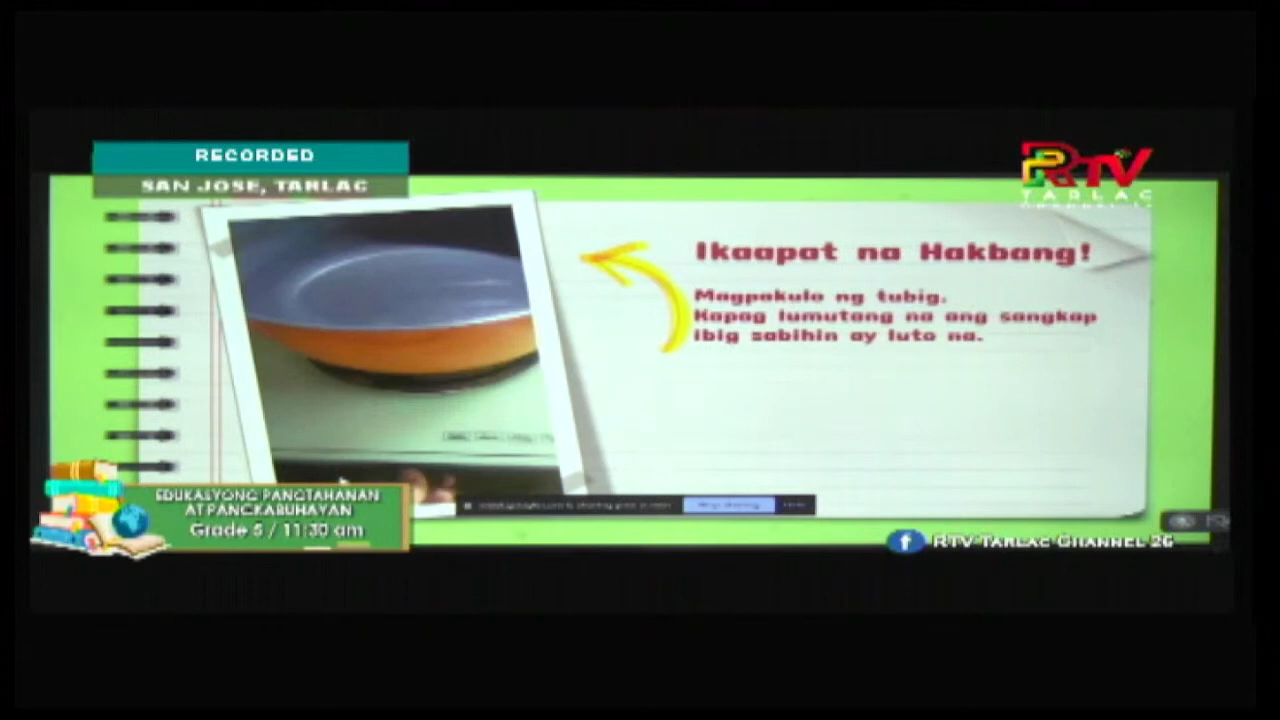 RECORDED
SAN JOSE, TARLAC
RTV
TARLAC
Ikaapat na Hakbang!
Magpakulo ng tubig.
Kapag lumutang na ang sangkap
ibig sabihin ay luto na.
EDUKASYONG PANGTAHANAN
AT PANGKABUHAYAN
Grade 5 / 11:30 am
RTV TARLAC CHANNEL 26